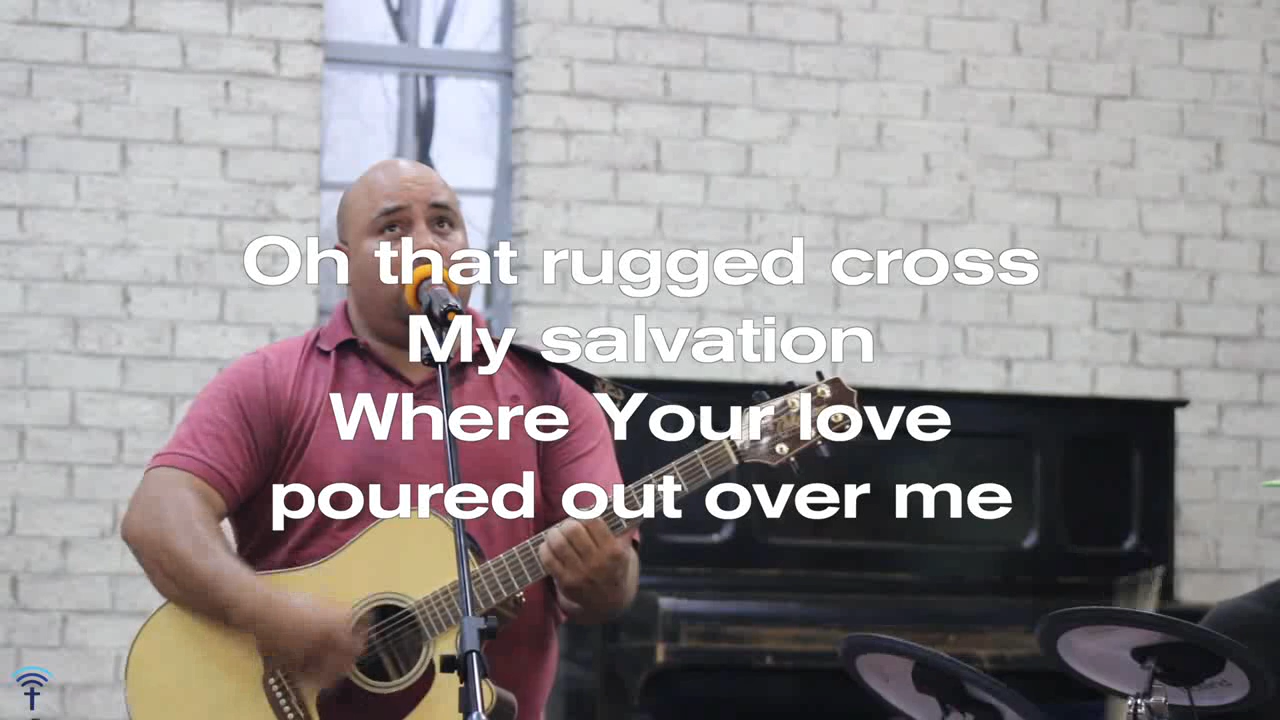 Oh that rugged cross
My salvation
Where Your love
poured out over me